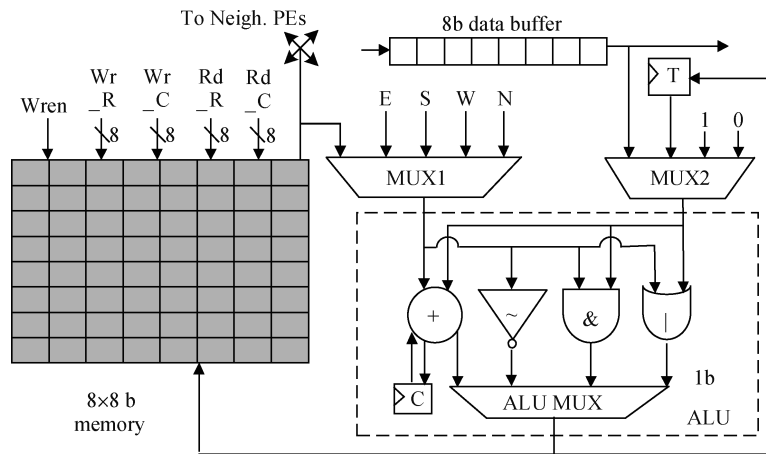 To Neigh. PEs
8b data buffer
Wren
Wr
_R
Wr
_C
Rd
_R
Rd
_C
8
8
8
8
E
S
W
N
T
1
0
MUX1
MUX2
+
~
&
|
C
1b
ALU MUX
ALU
8×8 b
memory